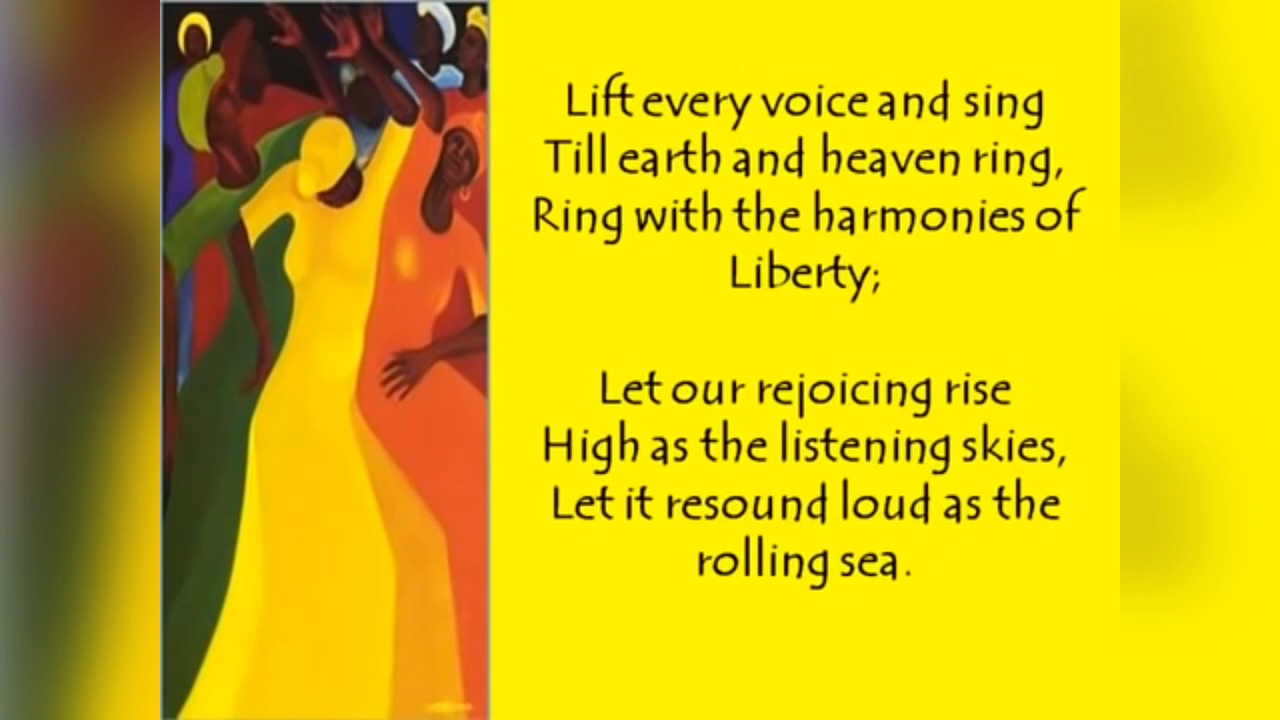 Lift every voice and sing
Till earth and heaven ring,
Ring with the harmonies of
Liberty;
Let our rejoicing rise
High as the listening skies,
Let it resound loud as the
rolling sea.